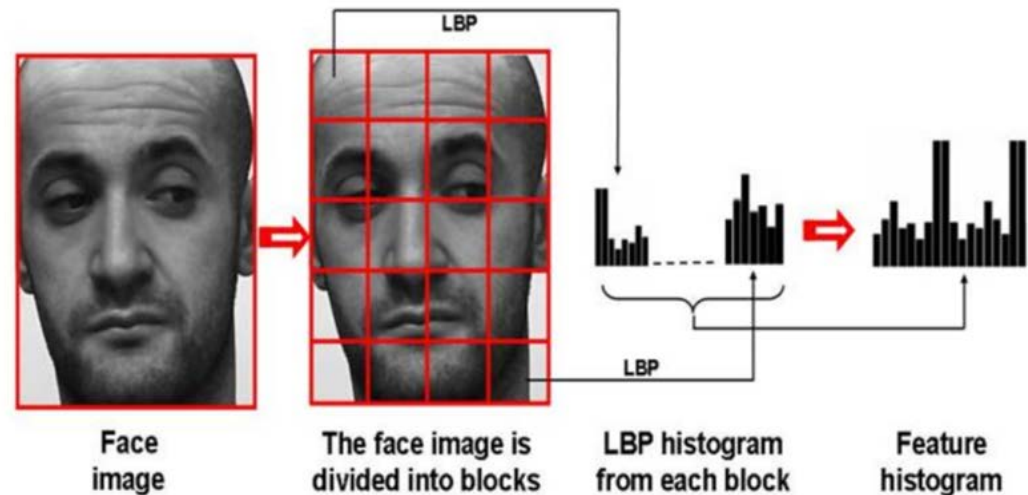 LBP
LBP
Face
image
The face image is
divided into blocks
LBP histogram
from each block
Feature
histogram